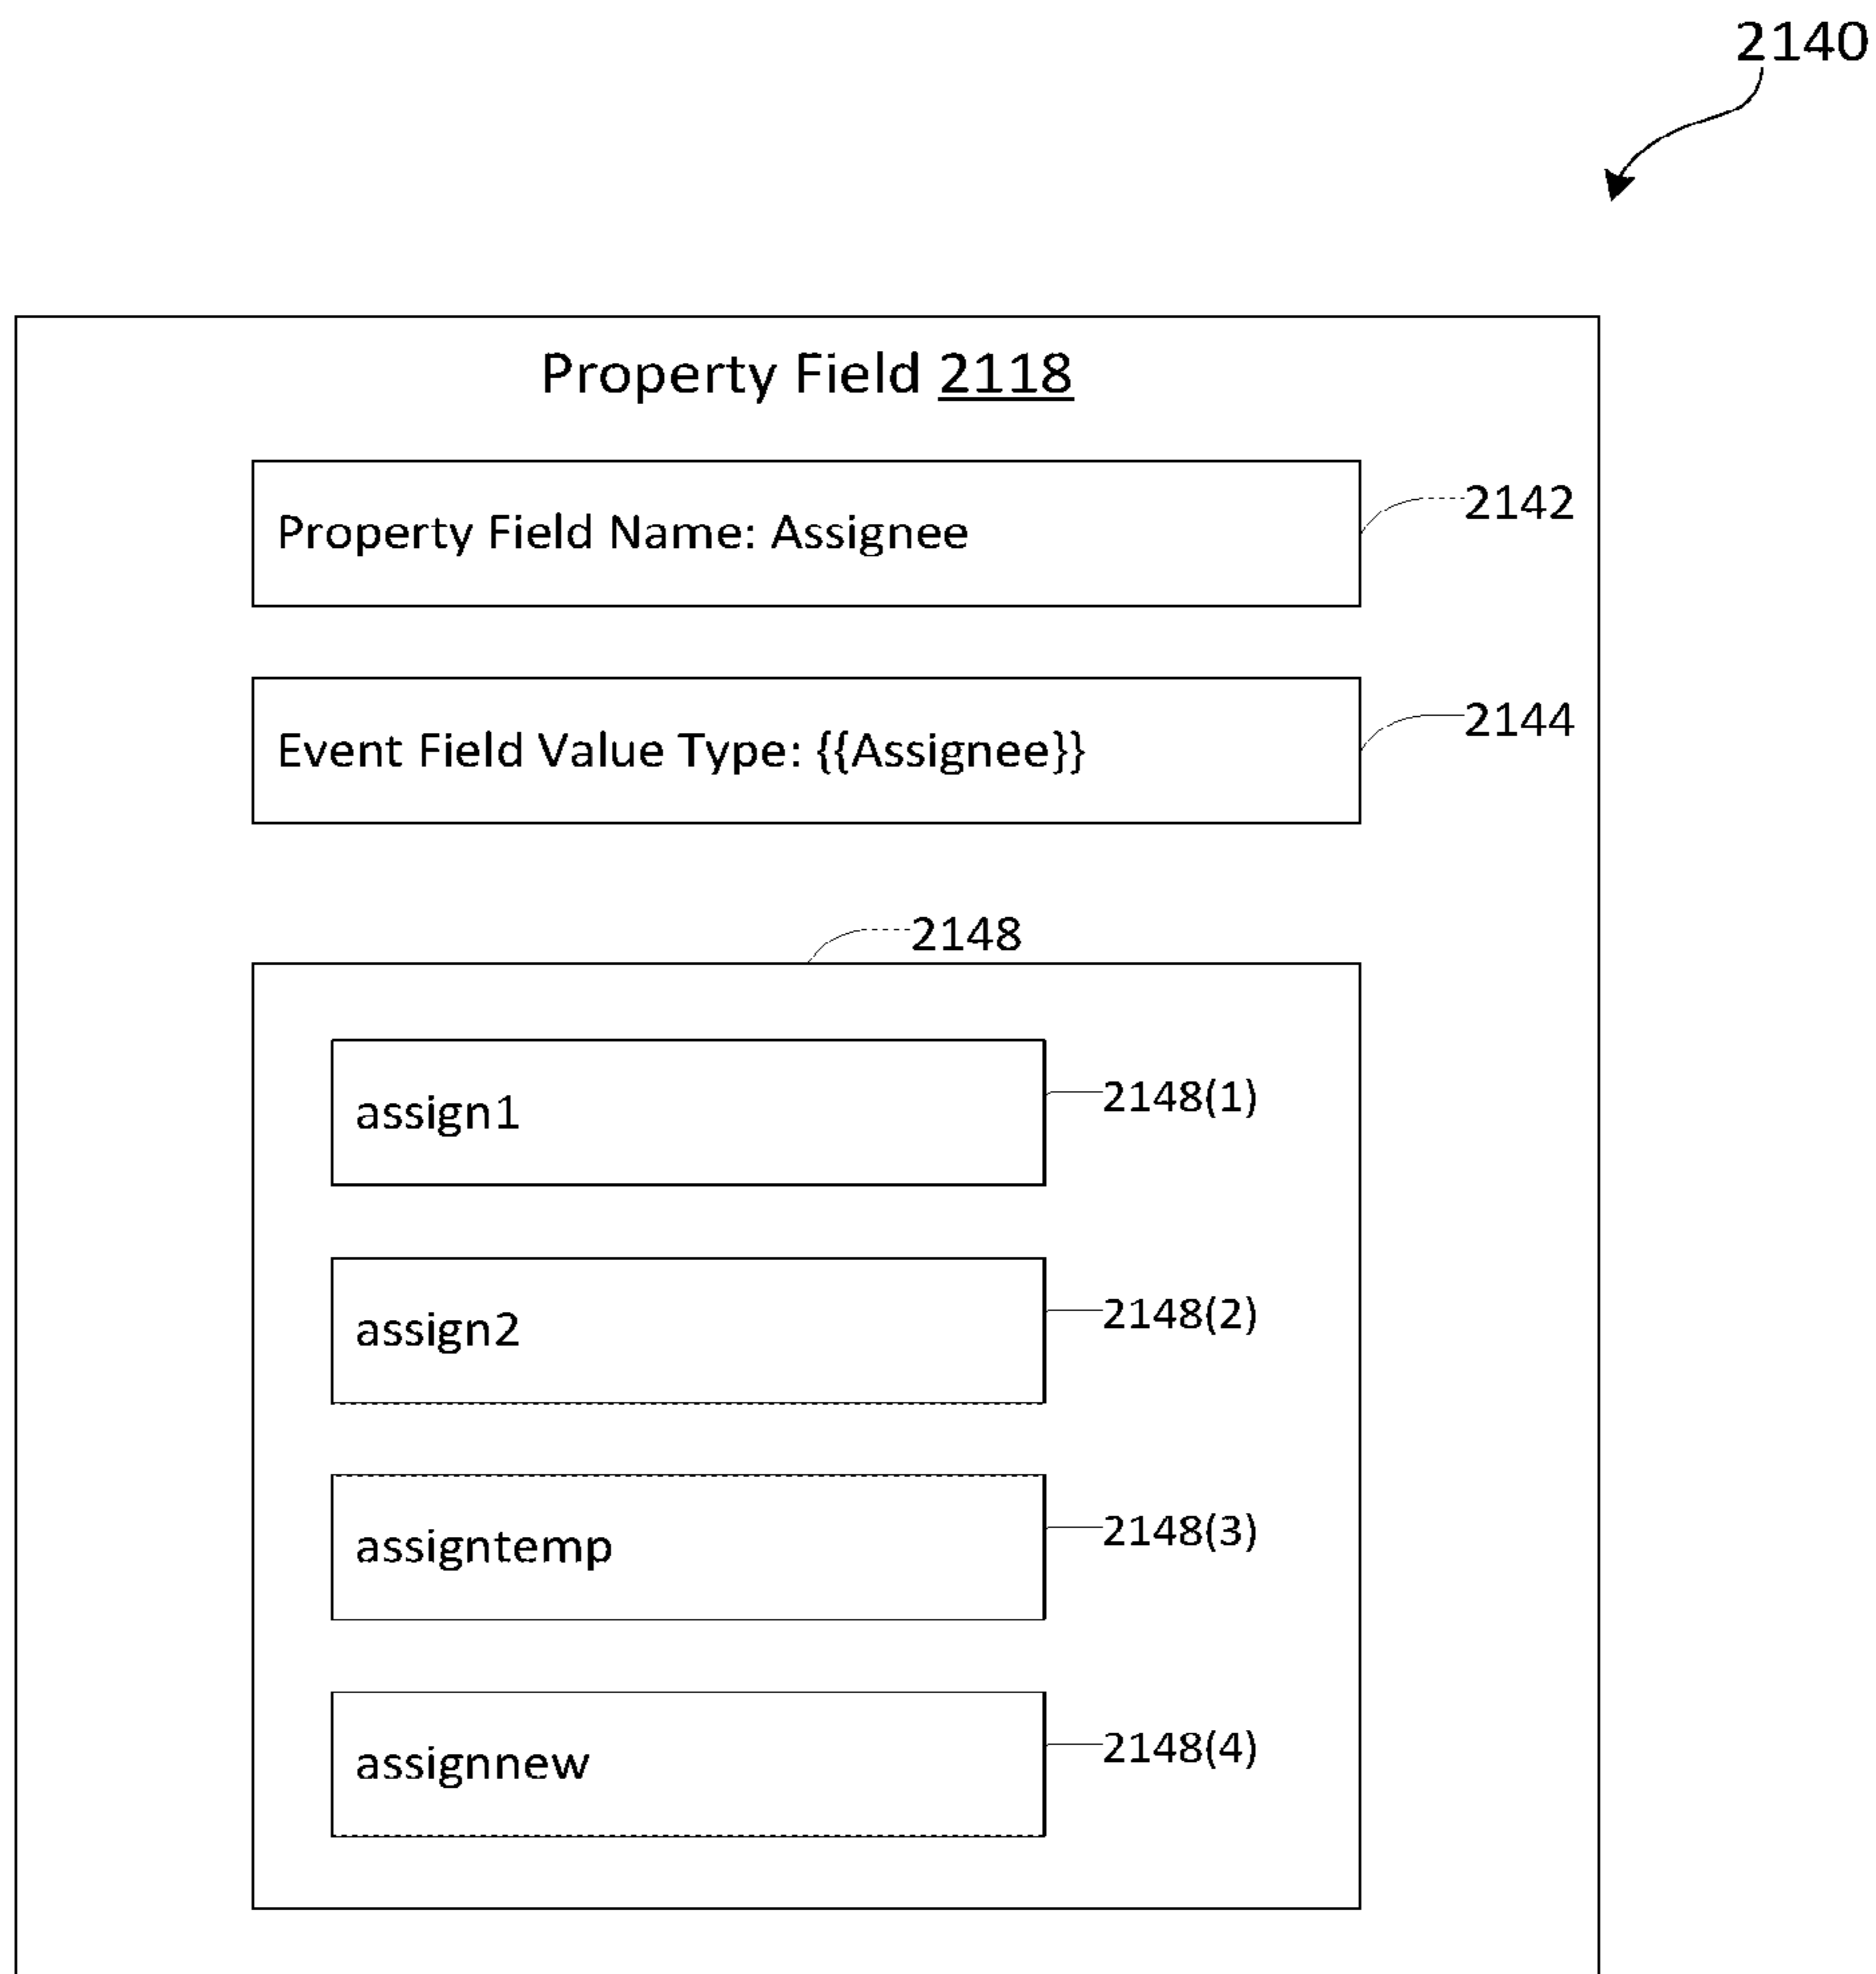 2140
Property Field 2118
Property Field Name: Assignee
2142
Event Field Value Type: {{Assignee}}
2144
2148
assign1
2148(1)
assign2
2148(2)
assigntemp
2148(3)
assignnew
2148(4)